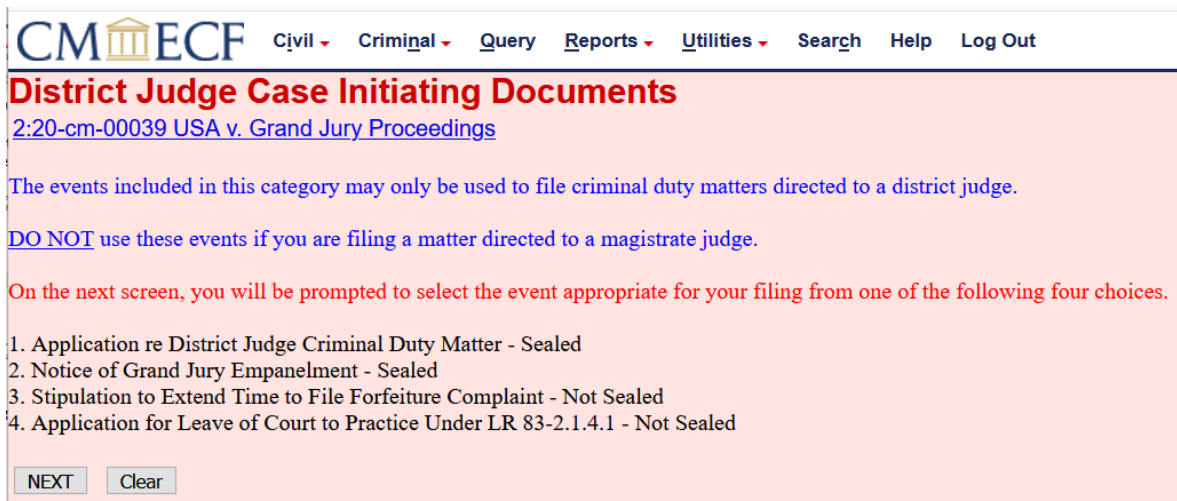 CM ECF Civil Criminal Query Reports Utilities Search Help Log Out
District Judge Case Initiating Documents
2:20-cm-00039 USA v. Grand Jury Proceedings
The events included in this category may only be used to file criminal duty matters directed to a district judge.
DO NOT use these events if you are filing a matter directed to a magistrate judge.
On the next screen, you will be prompted to select the event appropriate for your filing from one of the following four choices.
1. Application re District Judge Criminal Duty Matter - Sealed
2. Notice of Grand Jury Empanelment - Sealed
3. Stipulation to Extend Time to File Forfeiture Complaint - Not Sealed
4. Application for Leave of Court to Practice Under LR 83-2.1.4.1 - Not Sealed
NEXT Clear